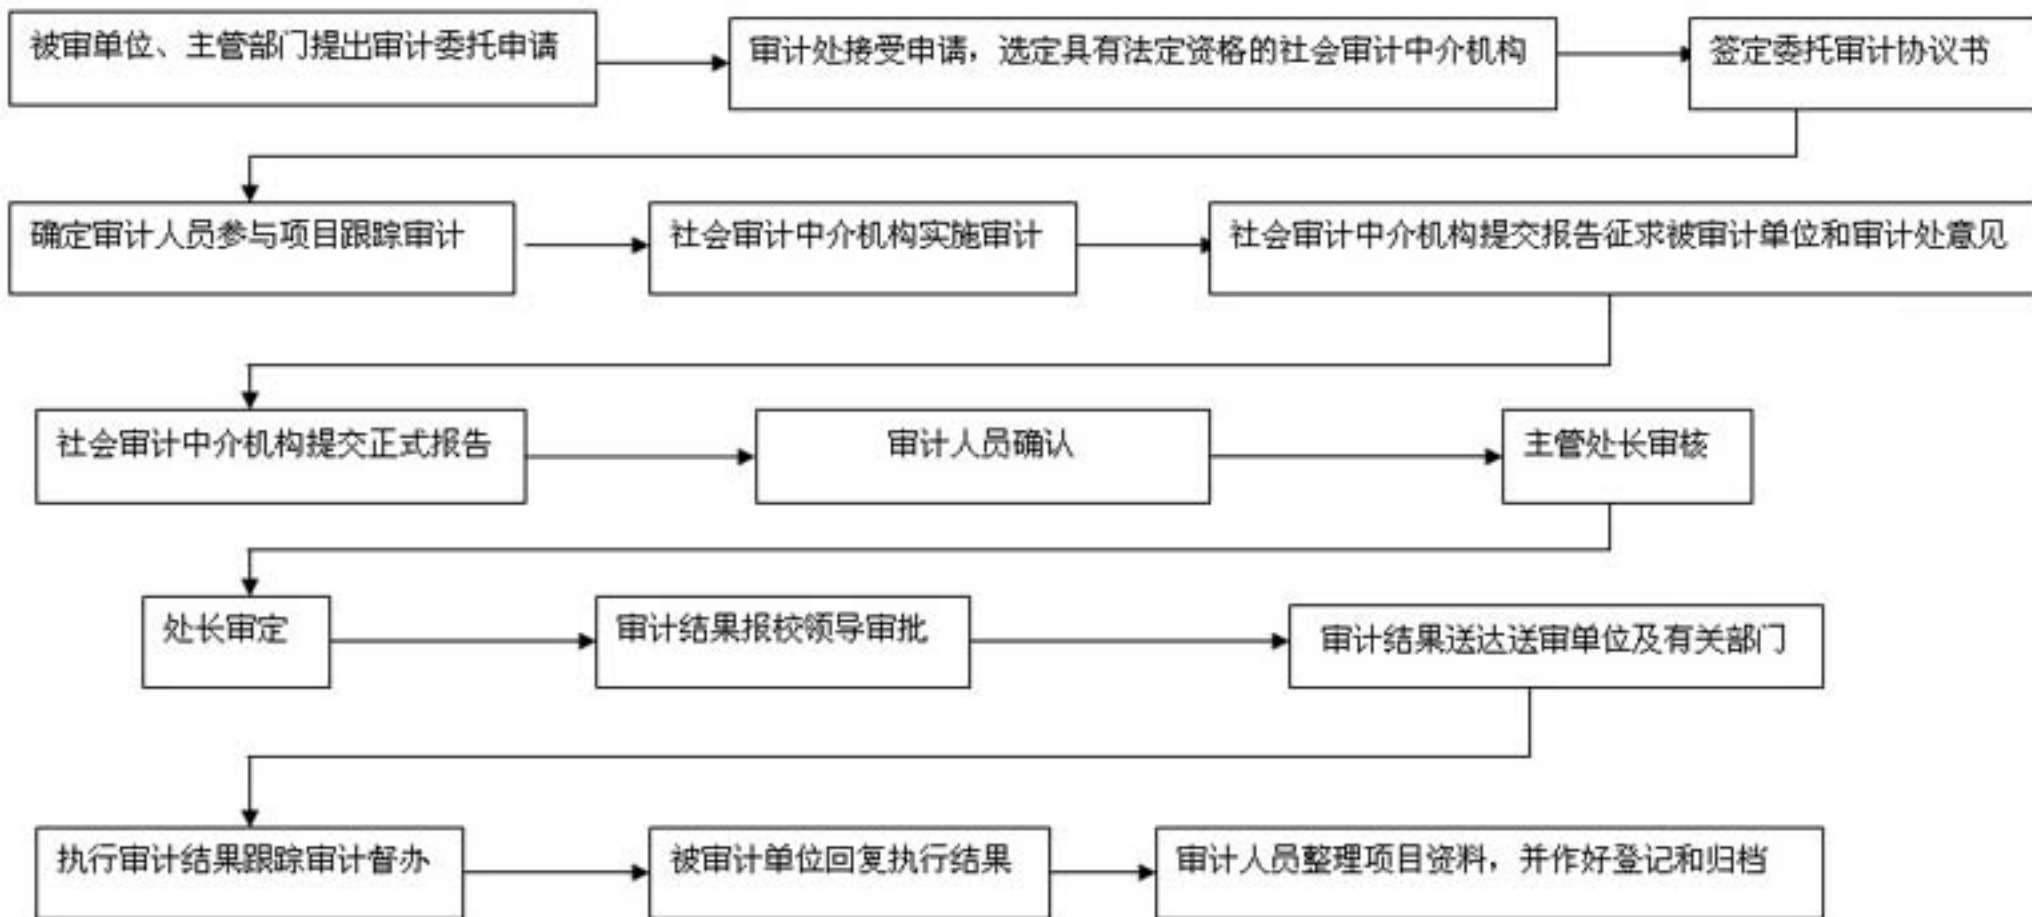 被审单位、主管部门提出审计委托申请
审计处接受申请，选定具有法定资格的社会审计中介机构
签定委托审计协议书
确定审计人员参与项目跟踪审计
社会审计中介机构实施审计
社会审计中介机构提交报告征求被审计单位和审计处意见
社会审计中介机构提交正式报告
审计人员确认
主管处长审核
处长审定
审计结果报校领导审批
审计结果送达送审单位及有关部门
执行审计结果跟踪审计督办
被审计单位回复执行结果
审计人员整理项目资料，并作好登记和归档